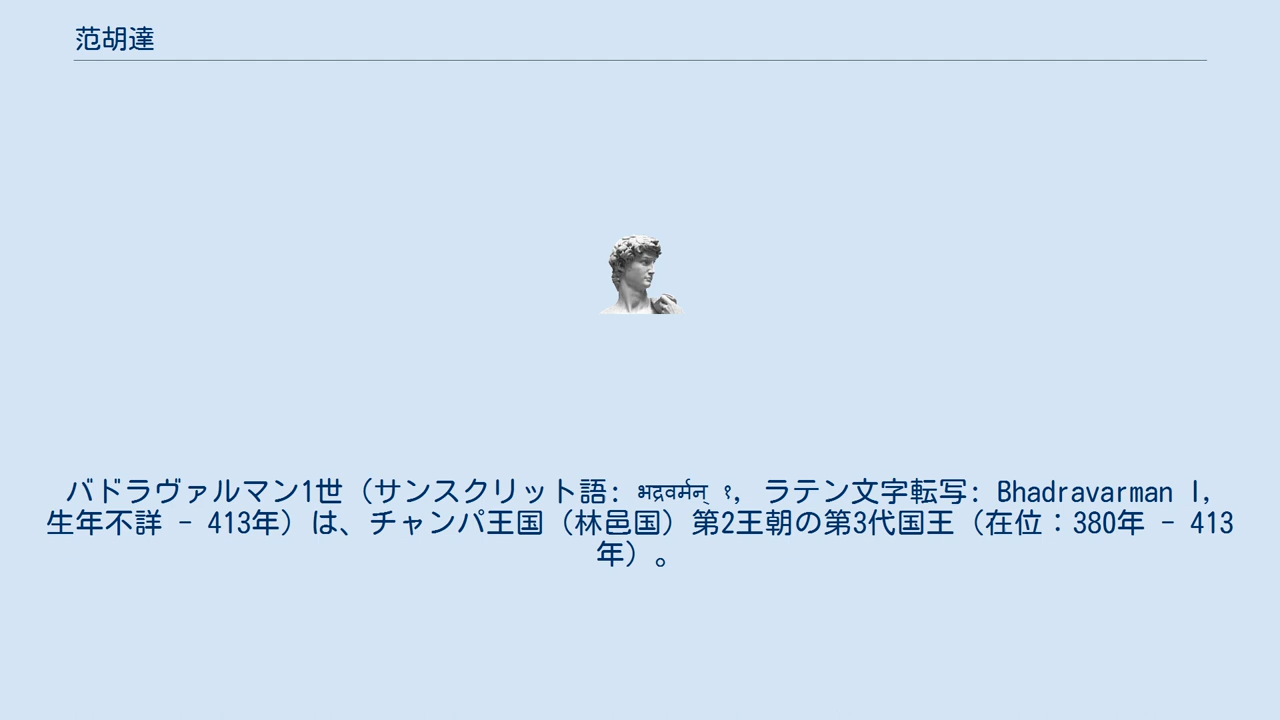 范胡達
バドラヴァルマン1世（サンスクリット語: भद्रवर्मन् १, ラテン文字転写: Bhadravarman I,
生年不詳 - 413年）は、チャンパ王国（林邑国）第2王朝の第3代国王（在位：380年 - 413
年）。